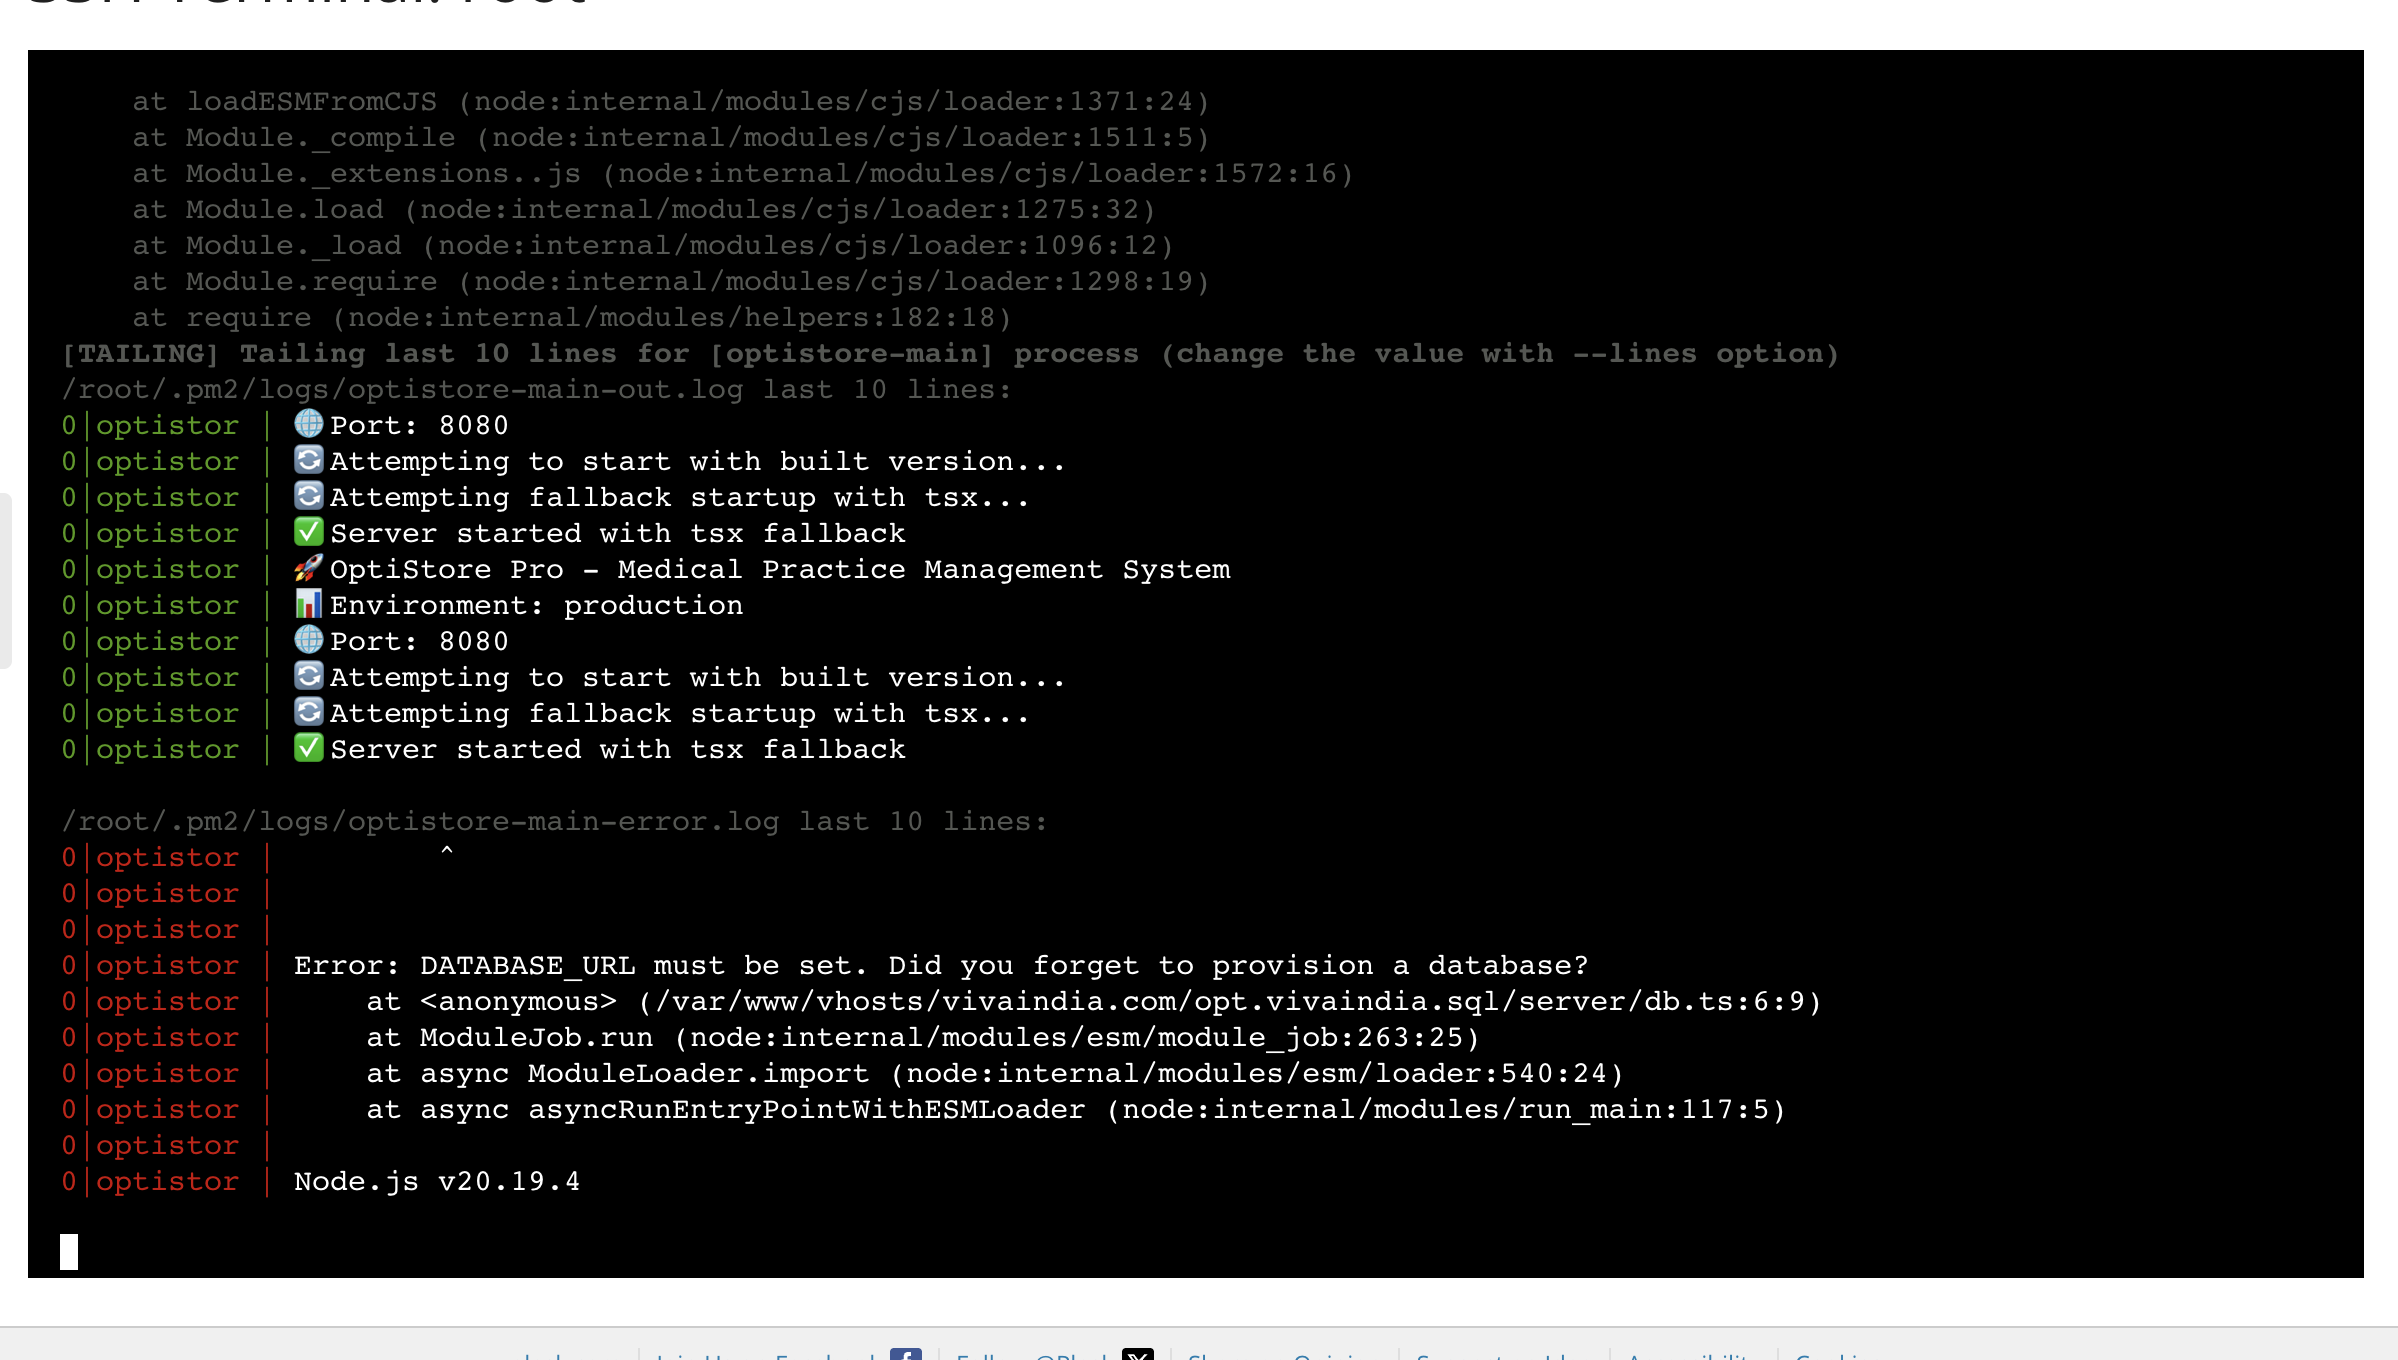 at loadESMFromCJS (node:internal/modules/cjs/loader:1371:24)
    at Module._compile (node:internal/modules/cjs/loader:1511:5)
    at Module._extensions..js (node:internal/modules/cjs/loader:1572:16)
    at Module.load (node:internal/modules/cjs/loader:1275:32)
    at Module._load (node:internal/modules/cjs/loader:1096:12)
    at Module.require (node:internal/modules/cjs/loader:1298:19)
    at require (node:internal/modules/helpers:182:18)
[TAILING] Tailing last 10 lines for [optistore-main] process (change the value with --lines option)
/root/.pm2/logs/optistore-main-out.log last 10 lines:
0|optistor | 🌐 Port: 8080
0|optistor | 🔄 Attempting to start with built version...
0|optistor | 🔄 Attempting fallback startup with tsx...
0|optistor | ✅ Server started with tsx fallback
0|optistor | 🚀 OptiStore Pro - Medical Practice Management System
0|optistor | 📊 Environment: production
0|optistor | 🌐 Port: 8080
0|optistor | 🔄 Attempting to start with built version...
0|optistor | 🔄 Attempting fallback startup with tsx...
0|optistor | ✅ Server started with tsx fallback
/root/.pm2/logs/optistore-main-error.log last 10 lines:
0|optistor |         ^
0|optistor |
0|optistor |
0|optistor | Error: DATABASE_URL must be set. Did you forget to provision a database?
0|optistor |     at <anonymous> (/var/www/vhosts/vivaindia.com/opt.vivaindia.sql/server/db.ts:6:9)
0|optistor |     at ModuleJob.run (node:internal/modules/esm/module_job:263:25)
0|optistor |     at async ModuleLoader.import (node:internal/modules/esm/loader:540:24)
0|optistor |     at async asyncRunEntryPointWithESMLoader (node:internal/modules/run_main:117:5)
0|optistor |
0|optistor | Node.js v20.19.4